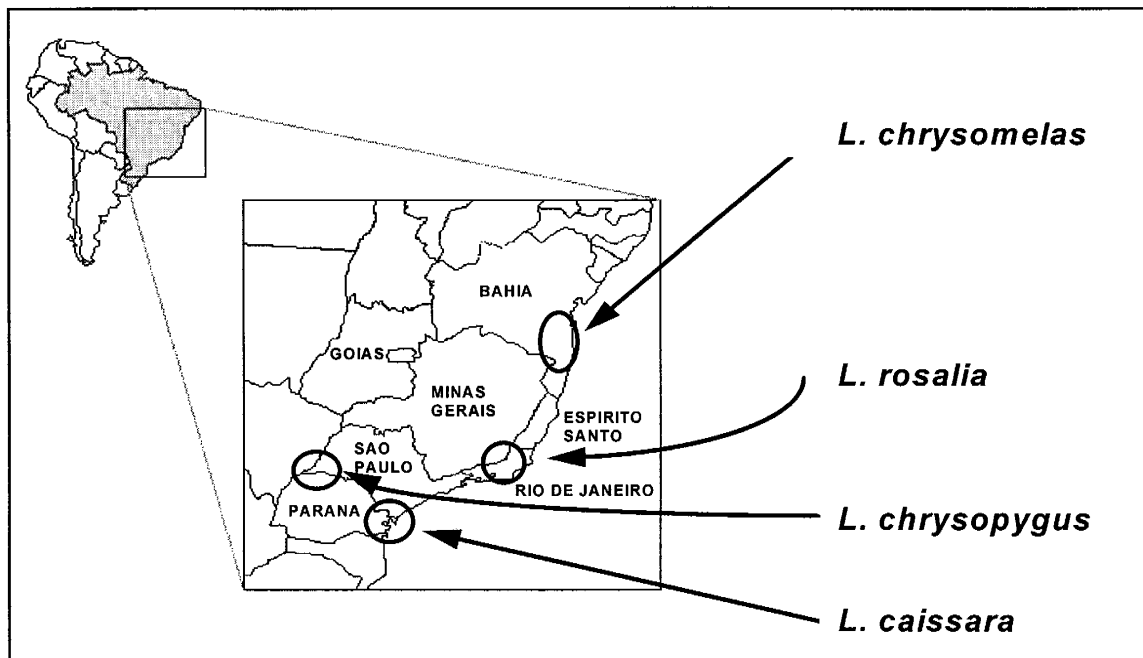 L. chrysomelas
BAHIA
GOIAS
L. rosalia
MINAS
GERAIS
ESPIRITO
SANTO
SAO
PAULO
RIO DE JANEIRO
PARANA
L. chrysopygus
L. caissara